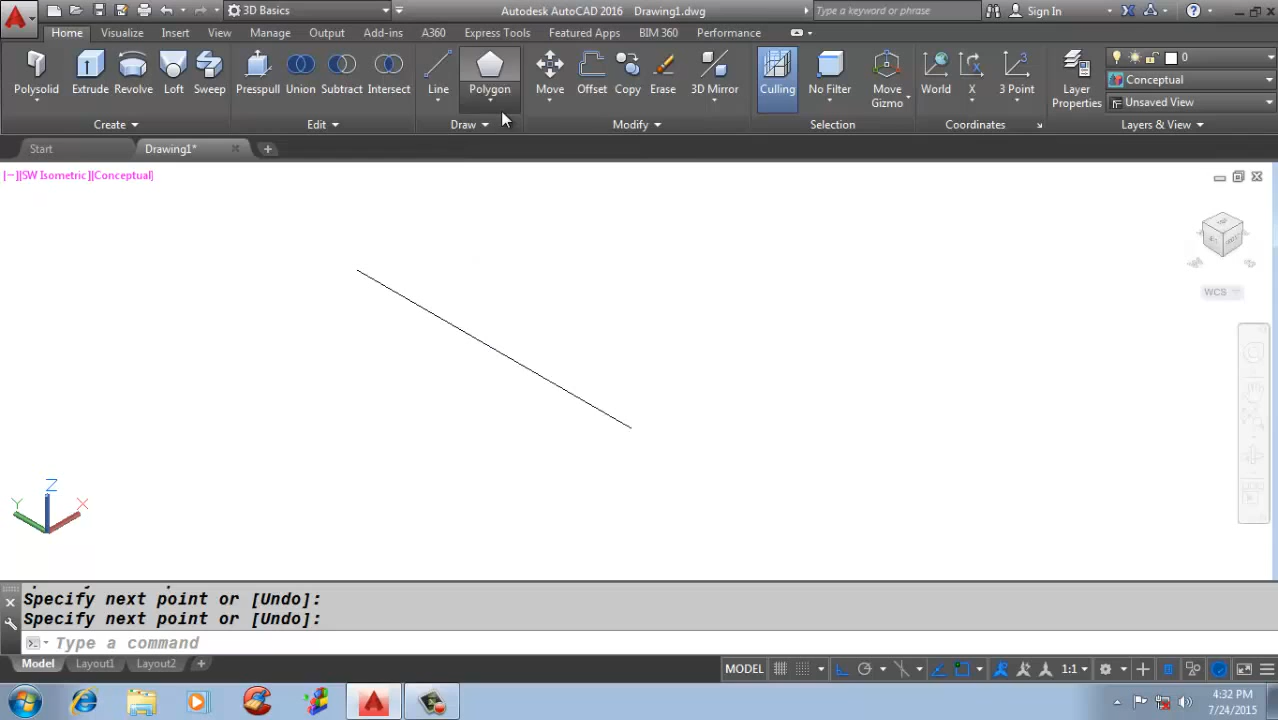 3D Basics
Autodesk AutoCAD 2016 Drawing1.dwg
Type a keyword or phrase
Sign In
Home Visualize Insert View Manage Output Add-ins A360 Express Tools Featured Apps BIM 360 Performance
Polysolid Extrude Revolve Loft Sweep Presspull Union Subtract Intersect Line Polygon Move Offset Copy Erase 3D Mirror Culling No Filter Move Gizmo World X 3 Point Layer Properties
0
Conceptual
Unsaved View
Create Edit Draw Modify Selection Coordinates Layers & View
Start Drawing1*
[−][SW Isometric][Conceptual]
TOP
WCS
Z
Y X
Specify next point or [Undo]:
Specify next point or [Undo]:
Type a command
Model Layout1 Layout2
MODEL 1:1
4:32 PM
7/24/2015